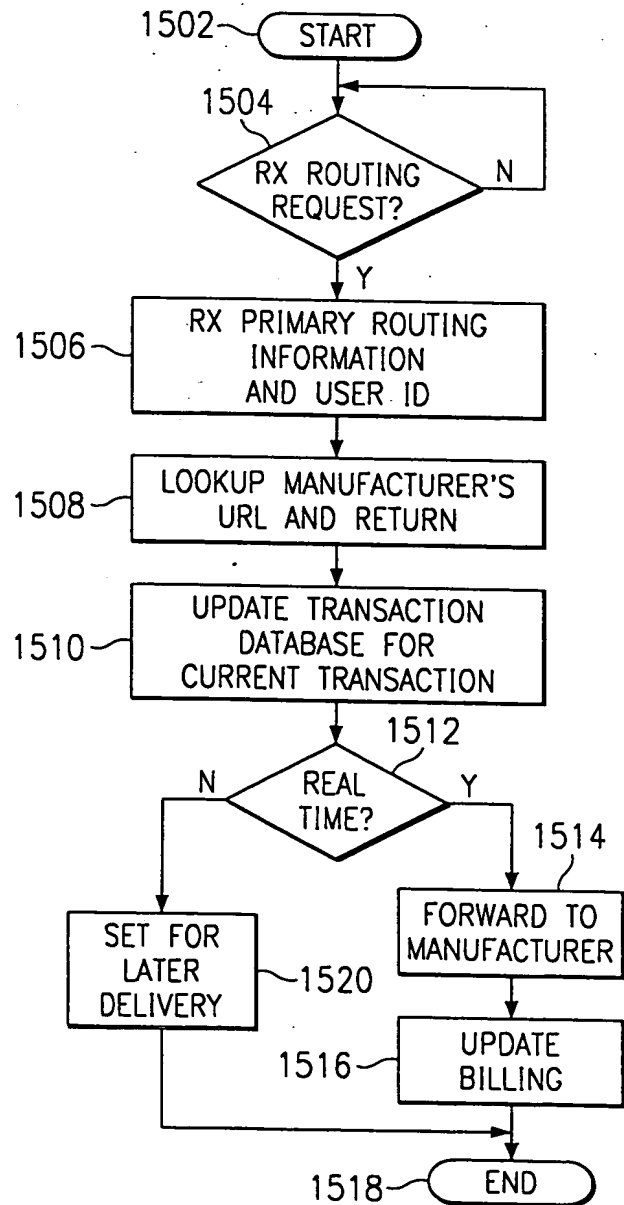 1502
START
1504
RX ROUTING
REQUEST?
N
Y
1506
RX PRIMARY ROUTING
INFORMATION
AND USER ID
1508
LOOKUP MANUFACTURER'S
URL AND RETURN
1510
UPDATE TRANSACTION
DATABASE FOR
CURRENT TRANSACTION
1512
N
REAL
TIME?
Y
1514
FORWARD TO
MANUFACTURER
SET FOR
LATER
DELIVERY
1520
1516
UPDATE
BILLING
1518
END